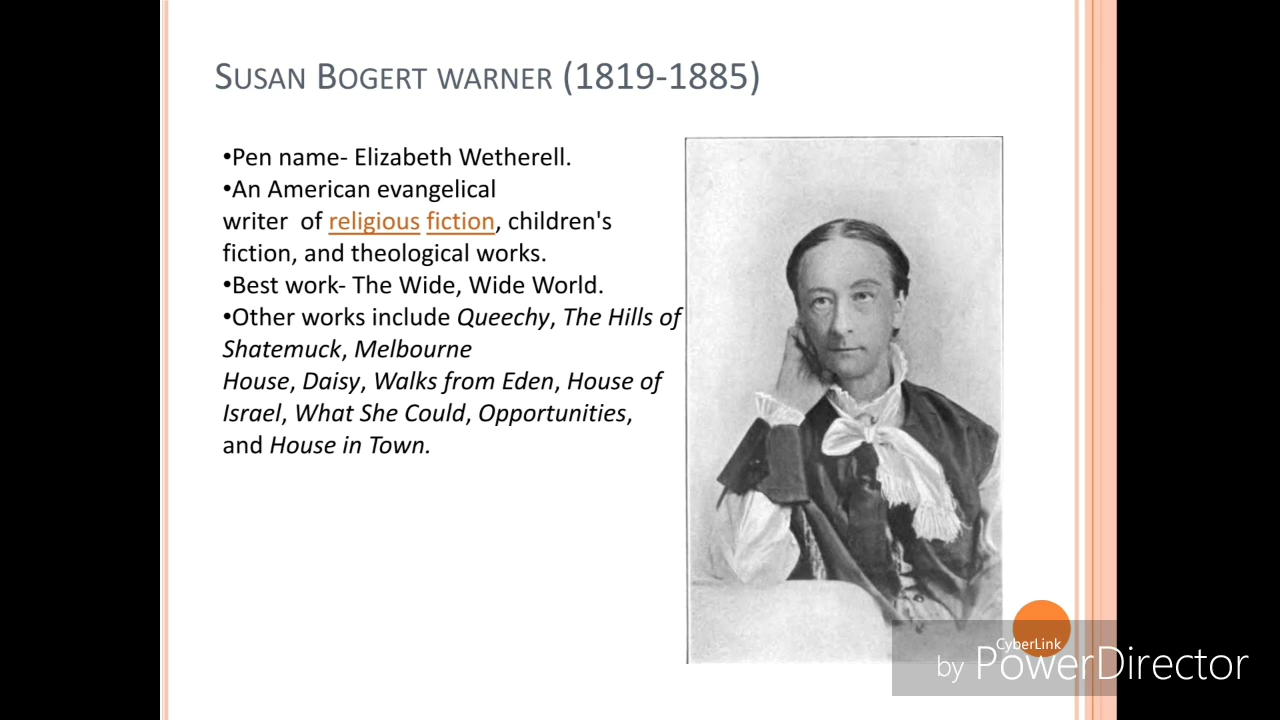 SUSAN BOGERT WARNER (1819-1885)
•Pen name- Elizabeth Wetherell.
•An American evangelical
writer  of religious fiction, children's
fiction, and theological works.
•Best work- The Wide, Wide World.
•Other works include Queechy, The Hills of
Shatemuck, Melbourne
House, Daisy, Walks from Eden, House of
Israel, What She Could, Opportunities,
and House in Town.
CyberLink
by PowerDirector